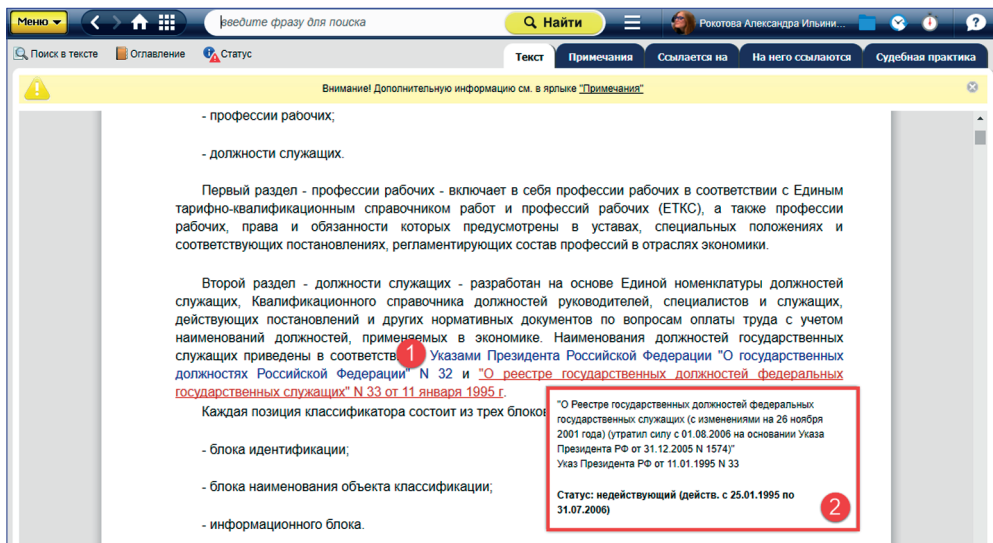 Меню
введите фразу для поиска
Найти
Рокотова Александра Ильини...
?
Поиск в тексте
Оглавление
Статус
Текст
Примечания
Ссылается на
На него ссылаются
Судебная практика
Внимание! Дополнительную информацию см. в ярлыке "Примечания"
- профессии рабочих;
- должности служащих.
Первый раздел - профессии рабочих - включает в себя профессии рабочих в соответствии с Единым
тарифно-квалификационным справочником работ и профессий рабочих (ЕТКС), а также профессии
рабочих, права и обязанности которых предусмотрены в уставах, специальных положениях и
соответствующих постановлениях, регламентирующих состав профессий в отраслях экономики.
Второй раздел - должности служащих - разработан на основе Единой номенклатуры должностей
служащих, Квалификационного справочника должностей руководителей, специалистов и служащих,
действующих постановлений и других нормативных документов по вопросам оплаты труда с учетом
наименований должностей, применяемых в экономике. Наименования должностей государственных
служащих приведены в соответств 1 Указами Президента Российской Федерации "О государственных
должностях Российской Федерации" N 32 и "О реестре государственных должностей федеральных
государственных служащих" N 33 от 11 января 1995 г.
Каждая позиция классификатора состоит из трех блоков
- блока идентификации;
- блока наименования объекта классификации;
- информационного блока.
"О Реестре государственных должностей федеральных
государственных служащих (с изменениями на 26 ноября
2001 года) (утратил силу с 01.08.2006 на основании Указа
Президента РФ от 31.12.2005 N 1574)"
Указ Президента РФ от 11.01.1995 N 33
Статус: недействующий (действ. с 25.01.1995 по
31.07.2006)
2